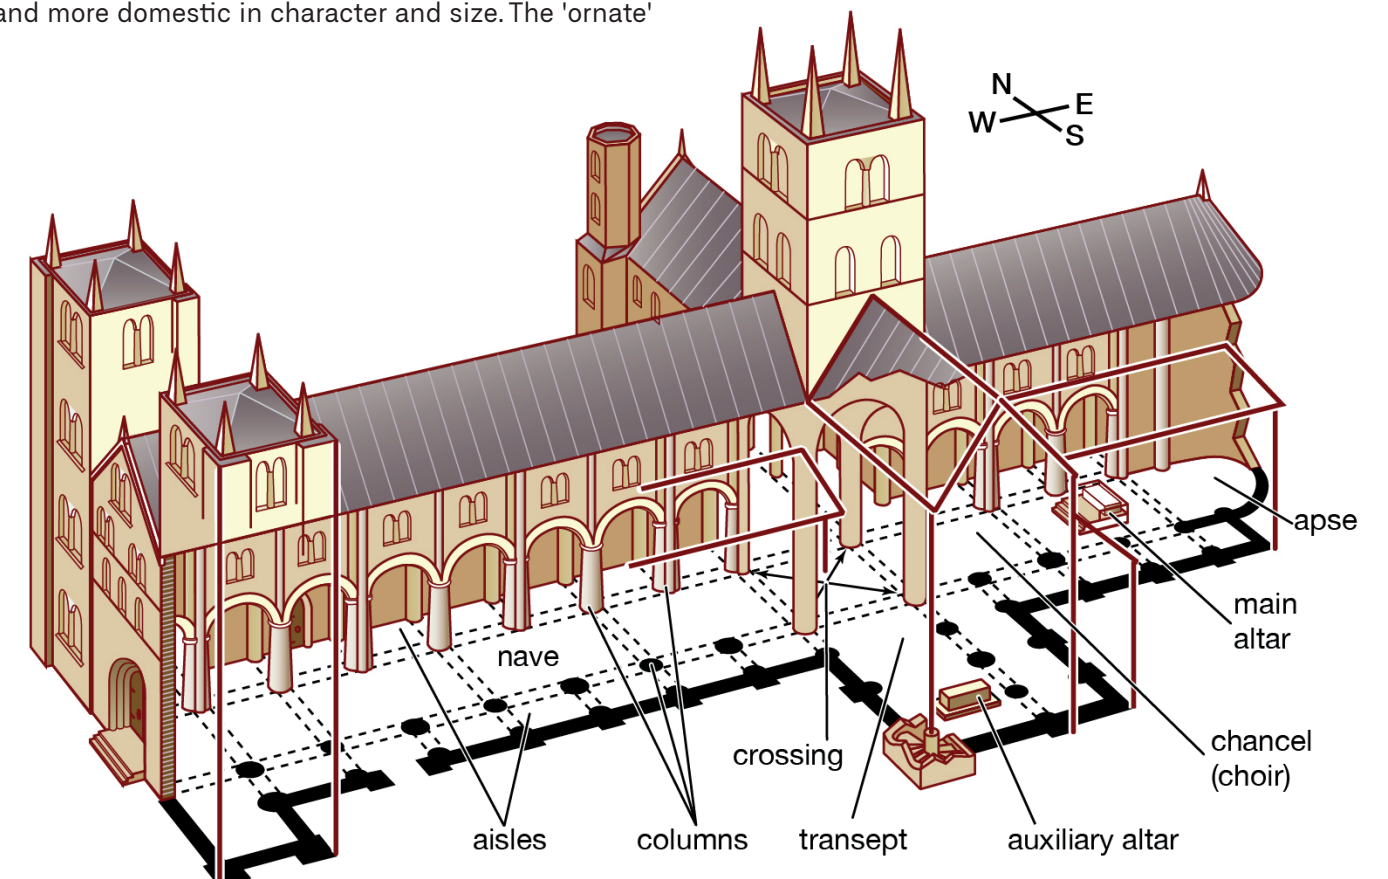 and more domestic in character and size. The 'ornate'
N
E
W
S
apse
main
altar
nave
crossing
chancel
(choir)
aisles
columns
transept
auxiliary altar